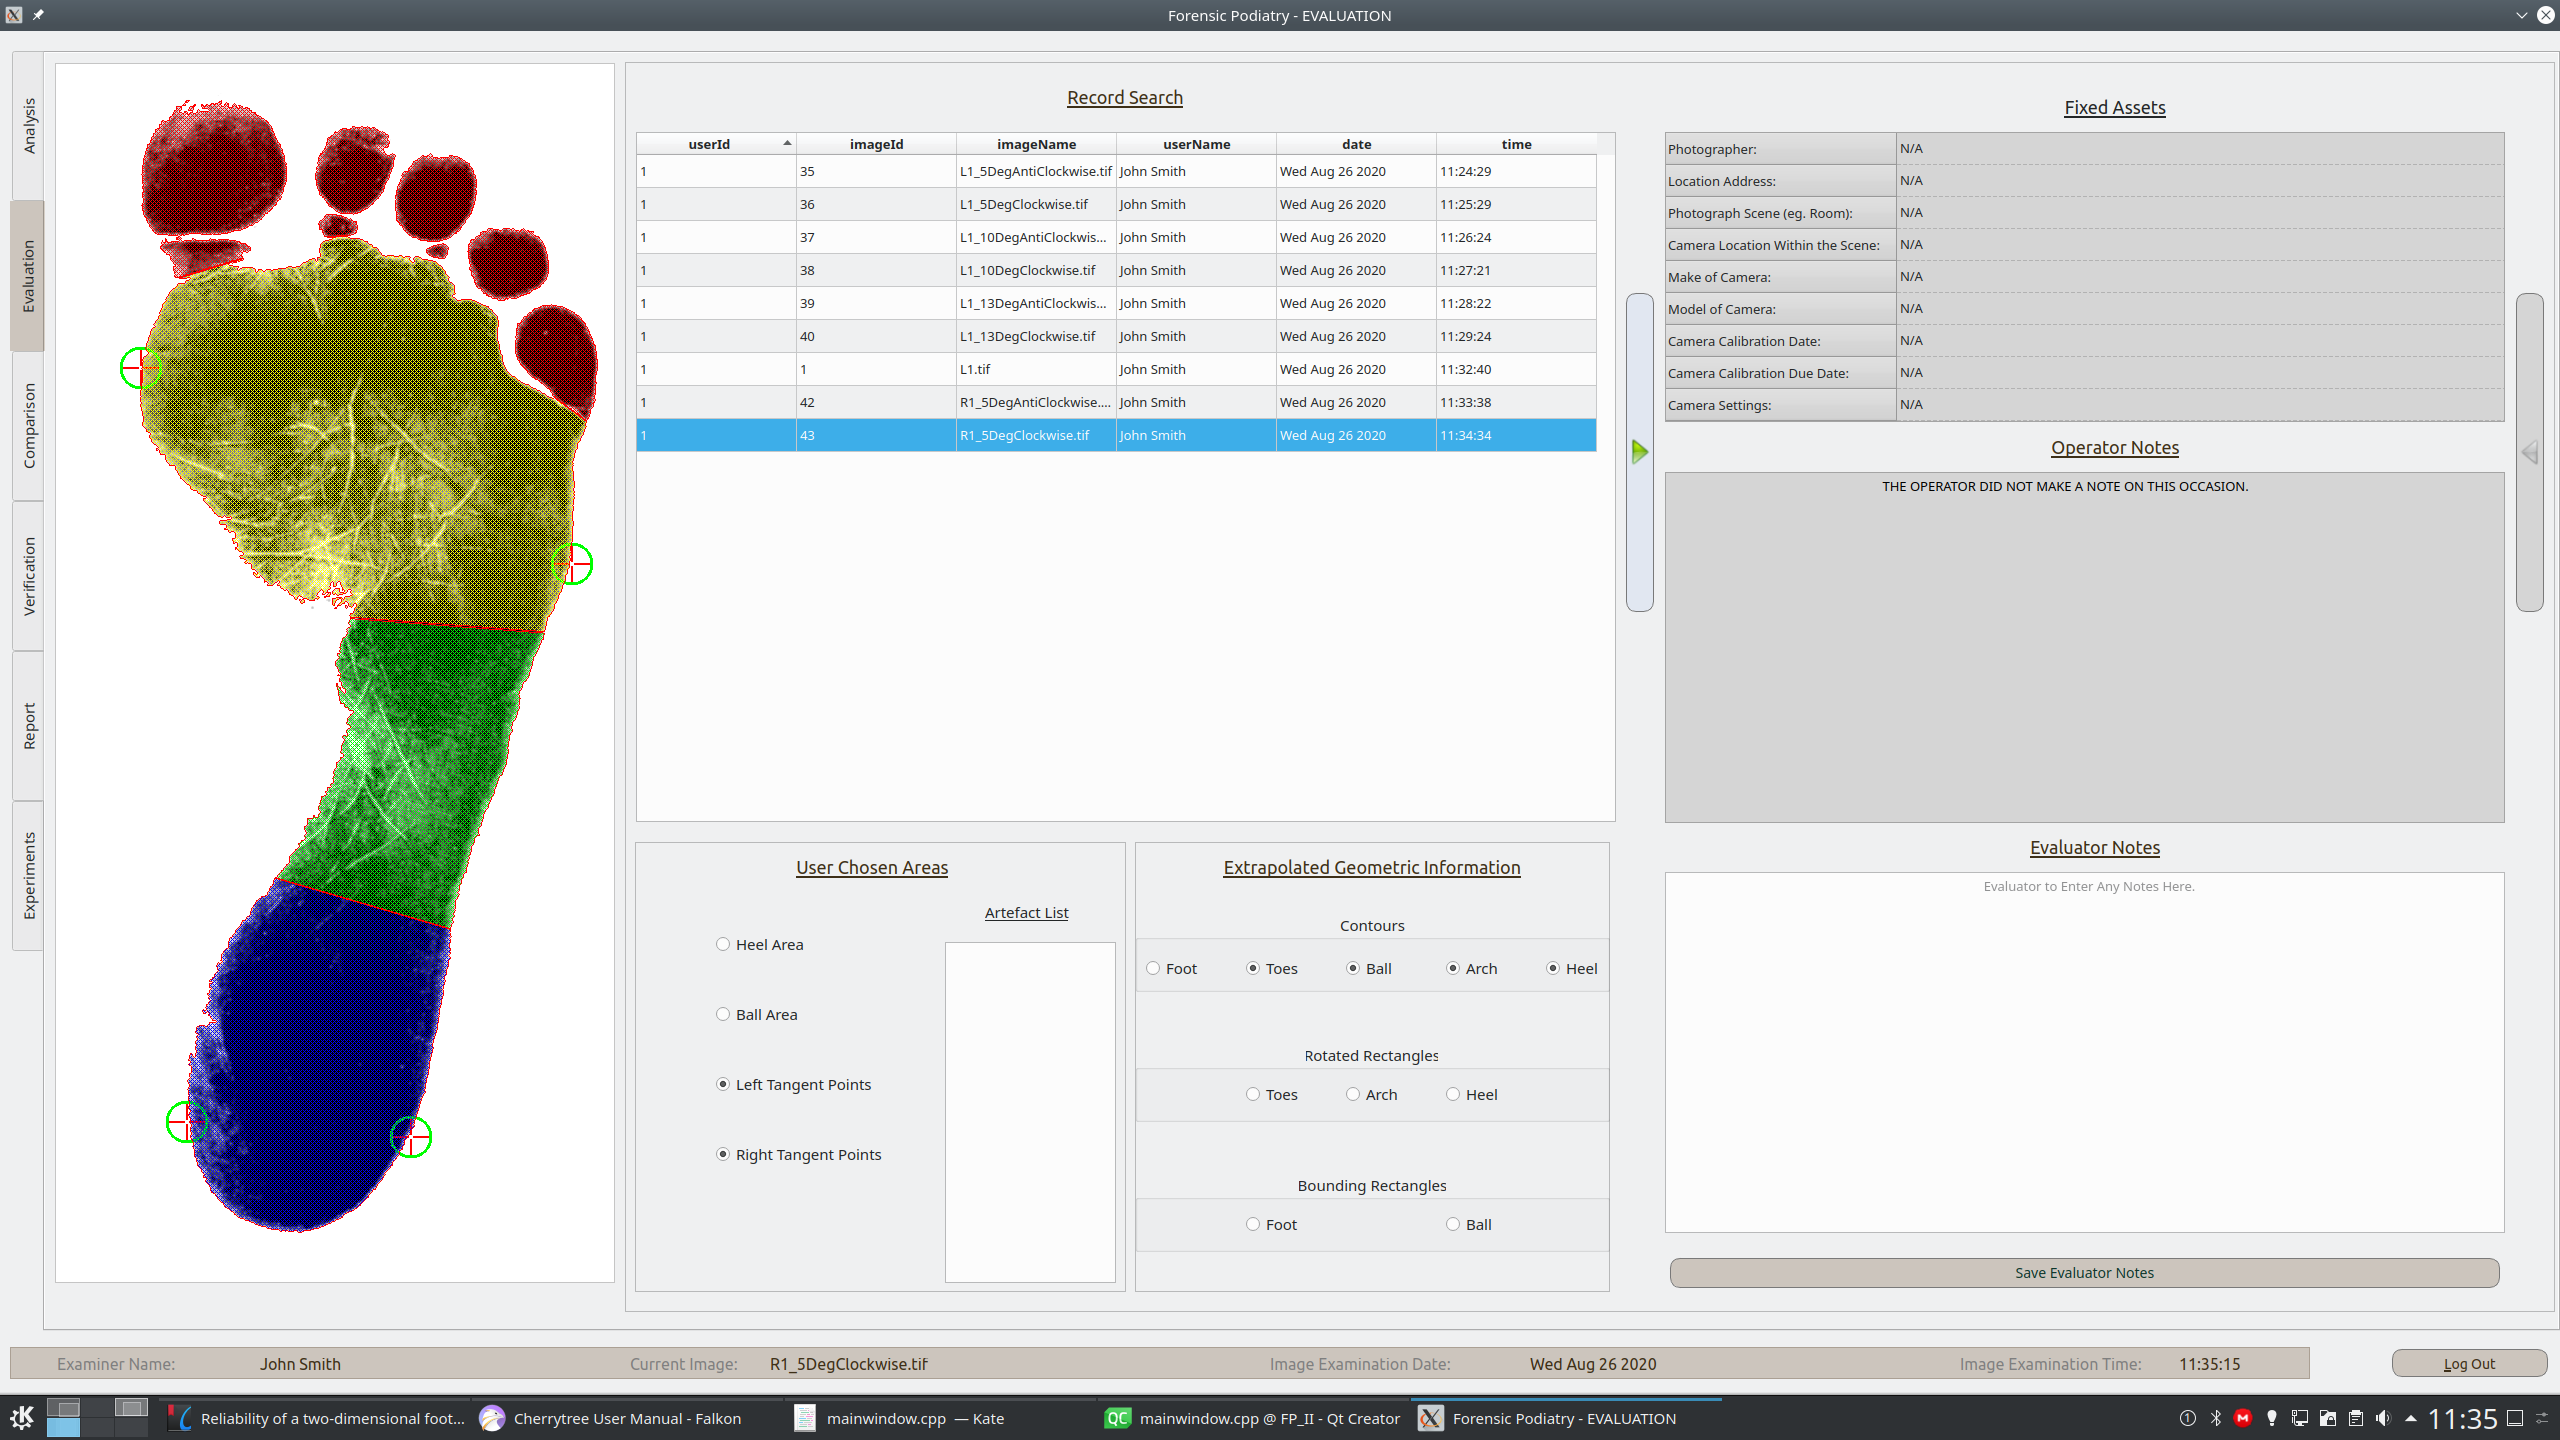 Forensic Podiatry - EVALUATION
Analysis
Evaluation
Comparison
Verification
Report
Experiments
Record Search
userId imageId imageName userName date time
1 35 L1_5DegAntiClockwise.tif John Smith Wed Aug 26 2020 11:24:29
1 36 L1_5DegClockwise.tif John Smith Wed Aug 26 2020 11:25:29
1 37 L1_10DegAntiClockwis... John Smith Wed Aug 26 2020 11:26:24
1 38 L1_10DegClockwise.tif John Smith Wed Aug 26 2020 11:27:21
1 39 L1_13DegAntiClockwis... John Smith Wed Aug 26 2020 11:28:22
1 40 L1_13DegClockwise.tif John Smith Wed Aug 26 2020 11:29:24
1 1 L1.tif John Smith Wed Aug 26 2020 11:32:40
1 42 R1_5DegAntiClockwise.... John Smith Wed Aug 26 2020 11:33:38
1 43 R1_5DegClockwise.tif John Smith Wed Aug 26 2020 11:34:34
User Chosen Areas
Artefact List
Heel Area
Ball Area
Left Tangent Points
Right Tangent Points
Extrapolated Geometric Information
Contours
Foot Toes Ball Arch Heel
Rotated Rectangles
Toes Arch Heel
Bounding Rectangles
Foot Ball
Fixed Assets
Photographer: N/A
Location Address: N/A
Photograph Scene (eg. Room): N/A
Camera Location Within the Scene: N/A
Make of Camera: N/A
Model of Camera: N/A
Camera Calibration Date: N/A
Camera Calibration Due Date: N/A
Camera Settings: N/A
Operator Notes
THE OPERATOR DID NOT MAKE A NOTE ON THIS OCCASION.
Evaluator Notes
Evaluator to Enter Any Notes Here.
Save Evaluator Notes
Examiner Name: John Smith Current Image: R1_5DegClockwise.tif Image Examination Date: Wed Aug 26 2020 Image Examination Time: 11:35:15 Log Out
Reliability of a two-dimensional foot... Cherrytree User Manual - Falkon mainwindow.cpp — Kate QC mainwindow.cpp @ FP_II - Qt Creator Forensic Podiatry - EVALUATION 11:35